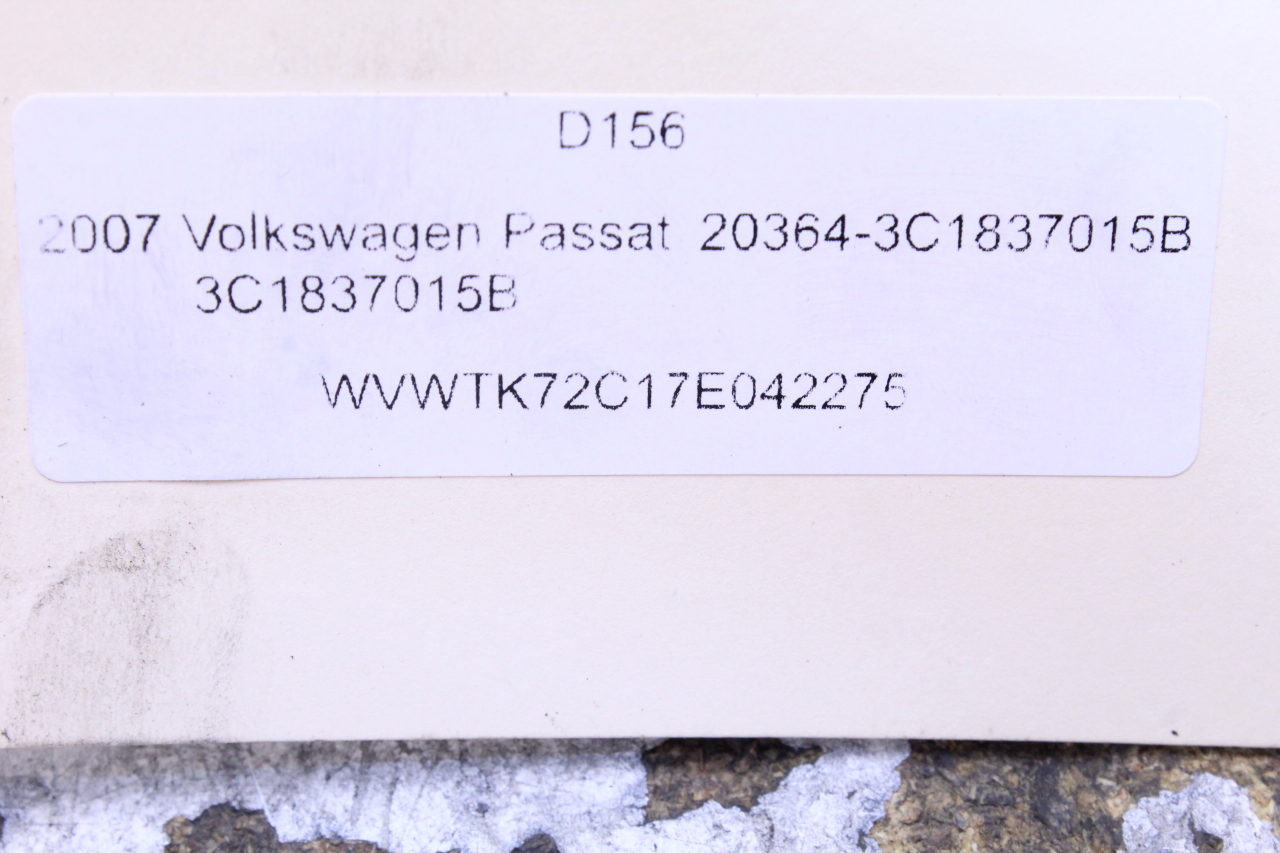 D156
2007 Volkswagen Passat 20364-3C1837015B
3C1837015B
WVWTK72C17E042275